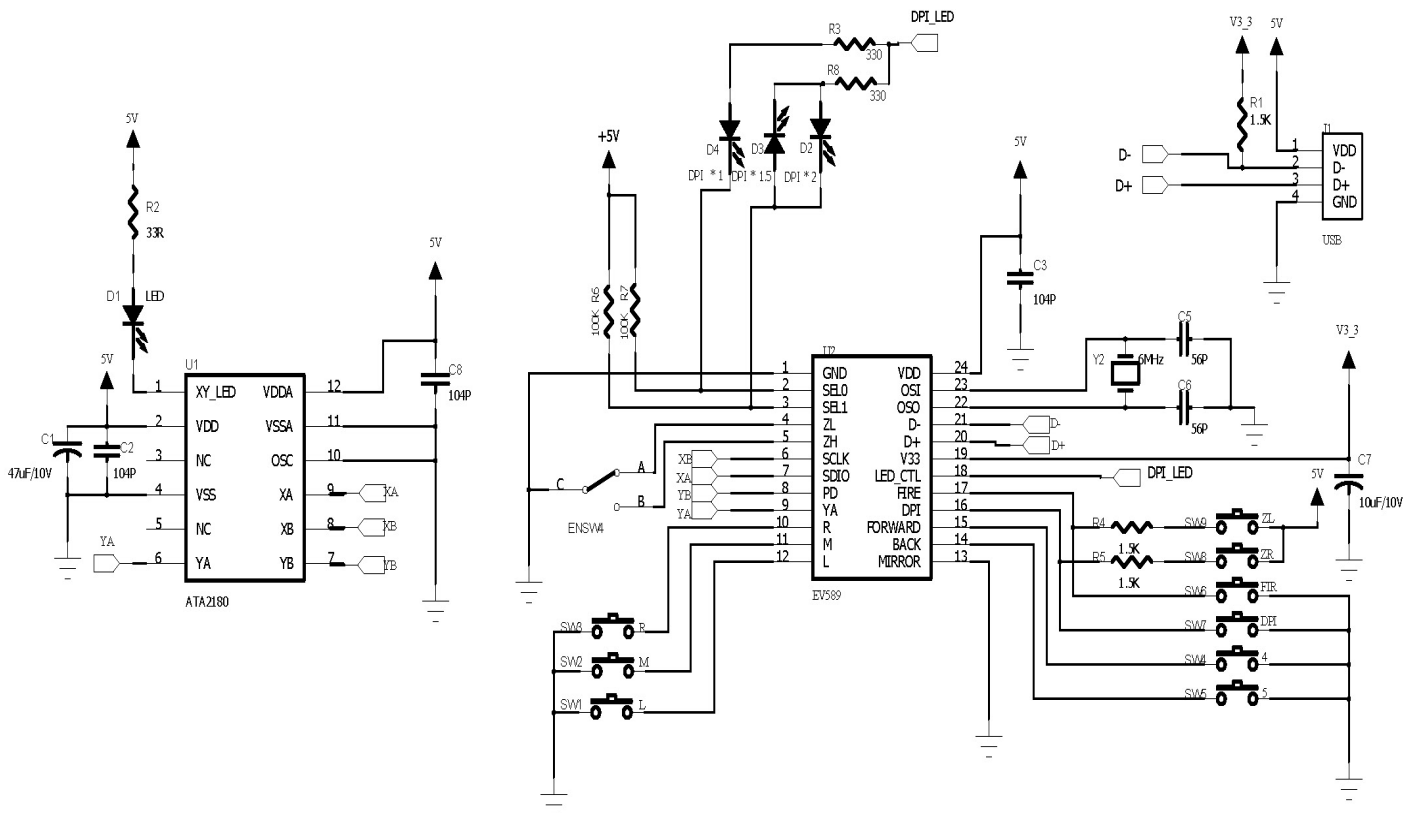 DPI_LED
R3
330
R8
330
D4
D3
D2
DPI * 1
DPI * 1.5
DPI * 2
+5V
R6
100K
R7
100K
V3_3
5V
R1
1.5K
J1
D-
D+
1 VDD
2 D-
3 D+
4 GND
USB
5V
R2
33R
D1 LED
5V
C1
47uF/10V
C2
104P
5V
C8
104P
U1
1 XY_LED
2 VDD
3 NC
4 VSS
5 NC
6 YA
VDDA 12
VSSA 11
OSC 10
XA 9 XA
XB 8 XB
YB 7 YB
YA
ATA2180
5V
C3
104P
U2
1 GND
2 SEL0
3 SEL1
4 ZL
5 ZH
6 SCLK
7 SDIO
8 PD
9 YA
10 R
11 M
12 L
VDD 24
OSI 23
OSO 22
D- 21
D+ 20
V33 19
LED_CTL 18
FIRE 17
DPI 16
FORWARD 15
BACK 14
MIRROR 13
EV589
XB
XA
YB
YA
A
C
B
ENSW4
SW3 R
SW2 M
SW1 L
Y2
6MHz
C5
56P
C6
56P
D-
D+
DPI_LED
V3_3
C7
10uF/10V
5V
R4
1.5K
SW9 ZL
R5
1.5K
SW8 ZR
SW6 FIR
SW7 DPI
SW4 4
SW5 5